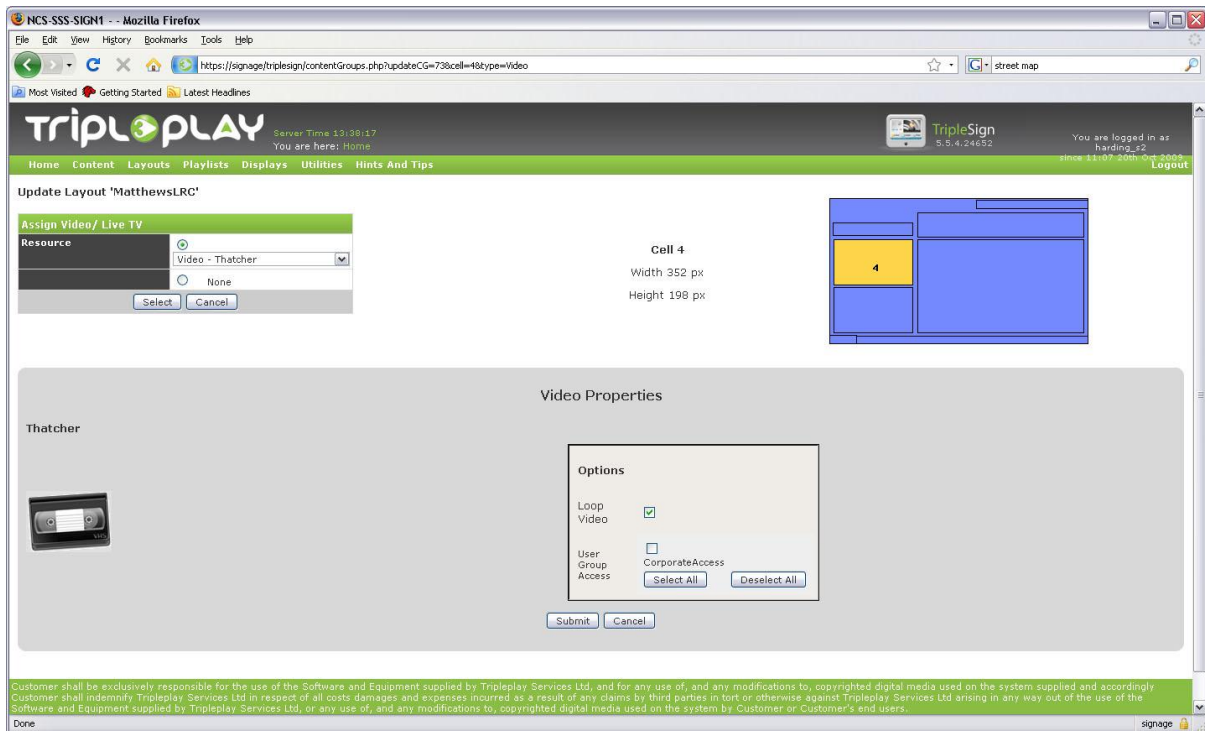 NCS-SSS-SIGN1 - - Mozilla Firefox
File Edit View History Bookmarks Tools Help
https://signage/triplesign/contentGroups.php?updateCG=73&cell=4&type=Video
street map
Most Visited Getting Started Latest Headlines
TripLePLAY
Server Time 13:38:17
You are here: Home
TripleSign
5.5.4.24652
You are logged in as
harding_s2
since 11:07 20th Oct 2009
Logout
Home Content Layouts Playlists Displays Utilities Hints And Tips
Update Layout 'MatthewsLRC'
Assign Video/ Live TV
Resource
Video - Thatcher
None
Select Cancel
Cell 4
Width 352 px
Height 198 px
4
Video Properties
Thatcher
VHS
Options
Loop
Video
User
Group
Access
CorporateAccess
Select All Deselect All
Submit Cancel
Customer shall be exclusively responsible for the use of the Software and Equipment supplied by Tripleplay Services Ltd, and for any use of, and any modifications to, copyrighted digital media used on the system supplied and accordingly
Customer shall indemnify Tripleplay Services Ltd in respect of all costs damages and expenses incurred as a result of any claims by third parties in tort or otherwise against Tripleplay Services Ltd arising in any way out of the use of the
Software and Equipment supplied by Tripleplay Services Ltd, or any use of, and any modifications to, copyrighted digital media used on the system by Customer or Customer's end users.
Done
signage